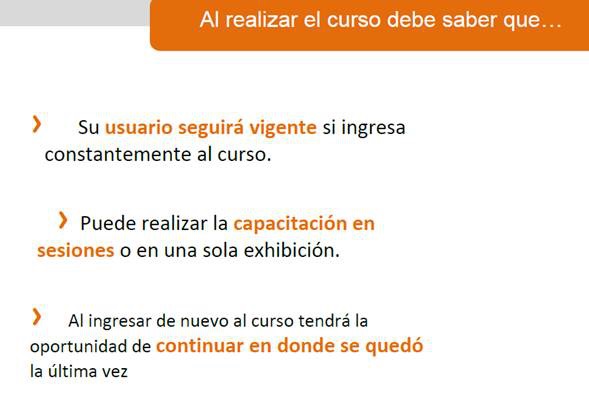 Al realizar el curso debe saber que...
› Su usuario seguirá vigente si ingresa
constantemente al curso.
› Puede realizar la capacitación en
sesiones o en una sola exhibición.
› Al ingresar de nuevo al curso tendrá la
oportunidad de continuar en donde se quedó
la última vez